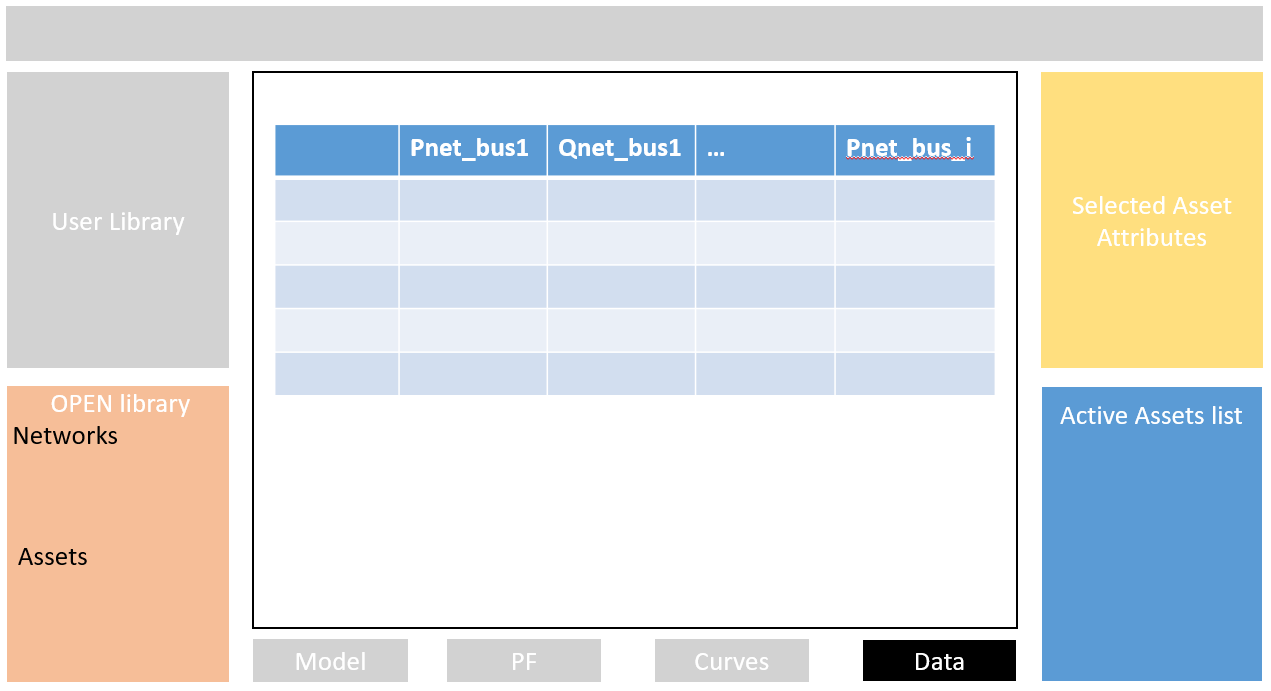 User Library
OPEN library
Networks
Assets
Pnet_bus1 Qnet_bus1 ... Pnet_bus_i
Selected Asset
Attributes
Active Assets list
Model PF Curves Data